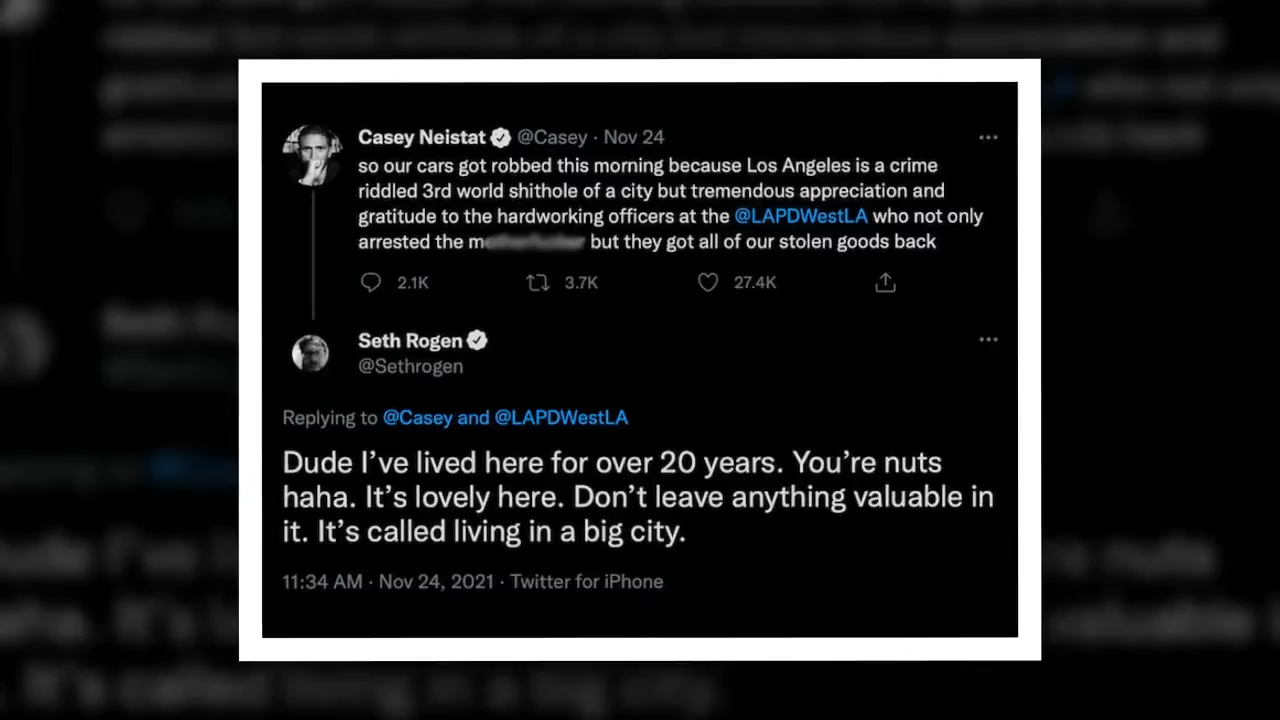 Casey Neistat @Casey · Nov 24
so our cars got robbed this morning because Los Angeles is a crime
riddled 3rd world shithole of a city but tremendous appreciation and
gratitude to the hardworking officers at the @LAPDWestLA who not only
arrested the but they got all of our stolen goods back
2.1K 3.7K 27.4K
Seth Rogen
@Sethrogen
Replying to @Casey and @LAPDWestLA
Dude I’ve lived here for over 20 years. You’re nuts
haha. It’s lovely here. Don’t leave anything valuable in
it. It’s called living in a big city.
11:34 AM · Nov 24, 2021 · Twitter for iPhone